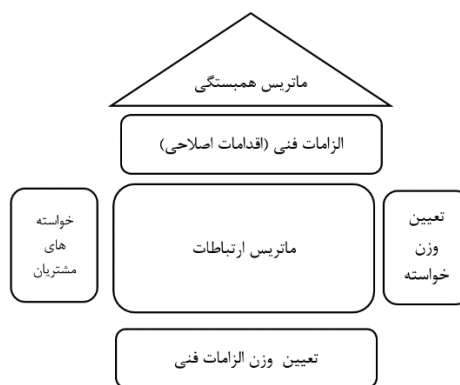 ماتریس همبستگی
الزامات فنی (اقدامات اصلاحی)
تعیین
وزن
خواسته
ماتریس ارتباطات
خواسته
های
مشتریان
تعیین وزن الزامات فنی